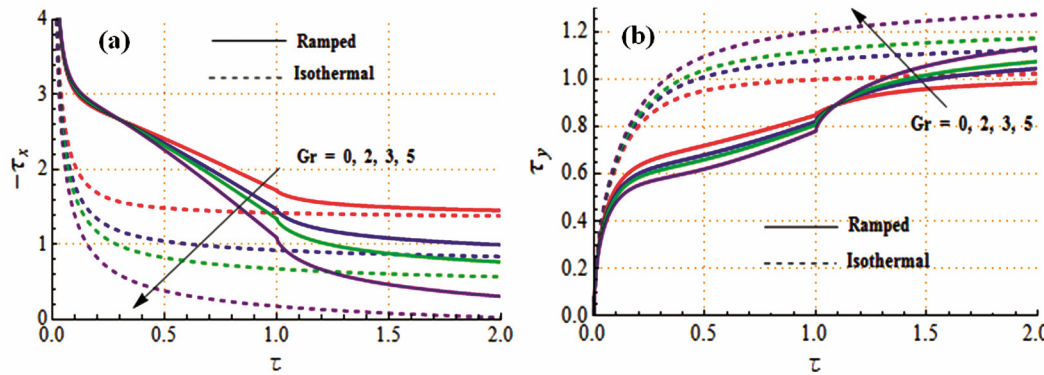 (a)
Ramped
Isothermal
Gr = 0, 2, 3, 5
−τx
4
3
2
1
0
0.0 0.5 1.0 1.5 2.0
τ
(b)
Gr = 0, 2, 3, 5
Ramped
Isothermal
τy
1.2
1.0
0.8
0.6
0.4
0.2
0.0
0.0 0.5 1.0 1.5 2.0
τ